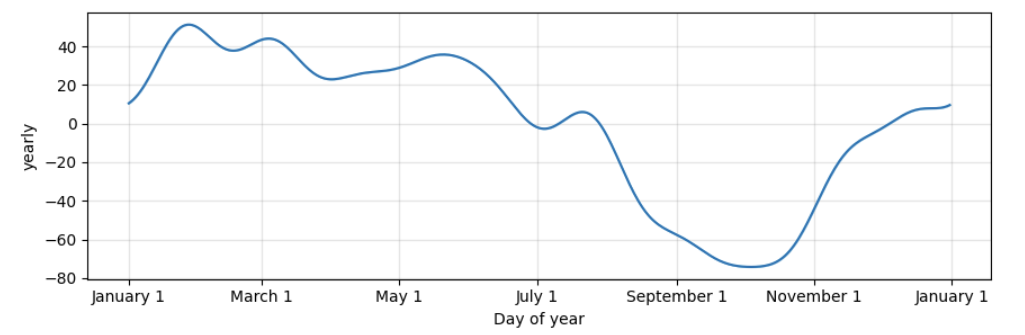 40
20
0
−20
−40
−60
−80
yearly
January 1 March 1 May 1 July 1 September 1 November 1 January 1
Day of year